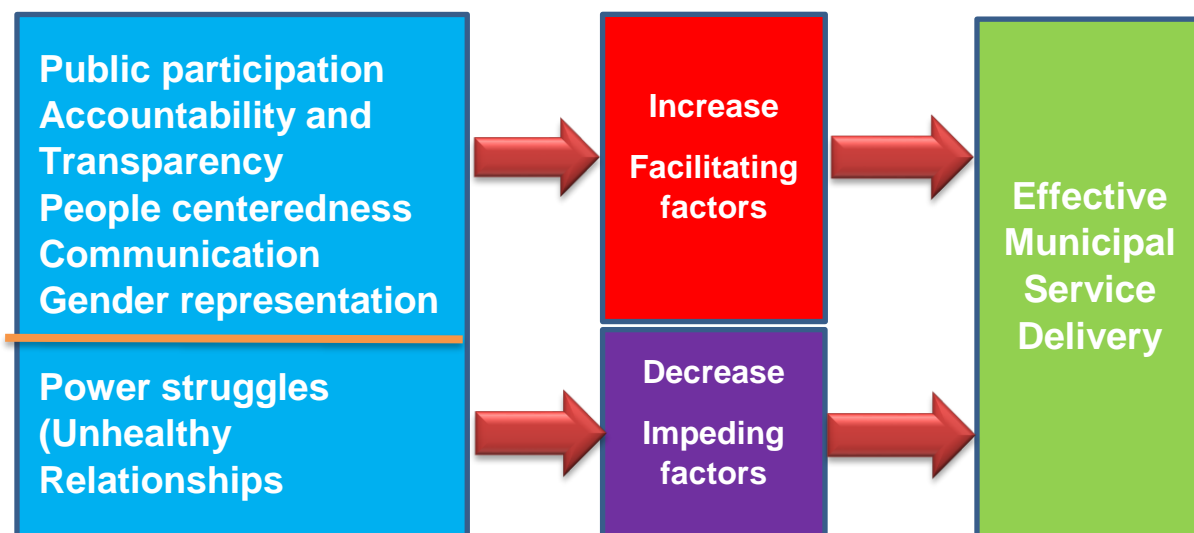 Public participation
Accountability and
Transparency
People centeredness
Communication
Gender representation
Power struggles
(Unhealthy
Relationships
Increase
Facilitating
factors
Decrease
Impeding
factors
Effective
Municipal
Service
Delivery